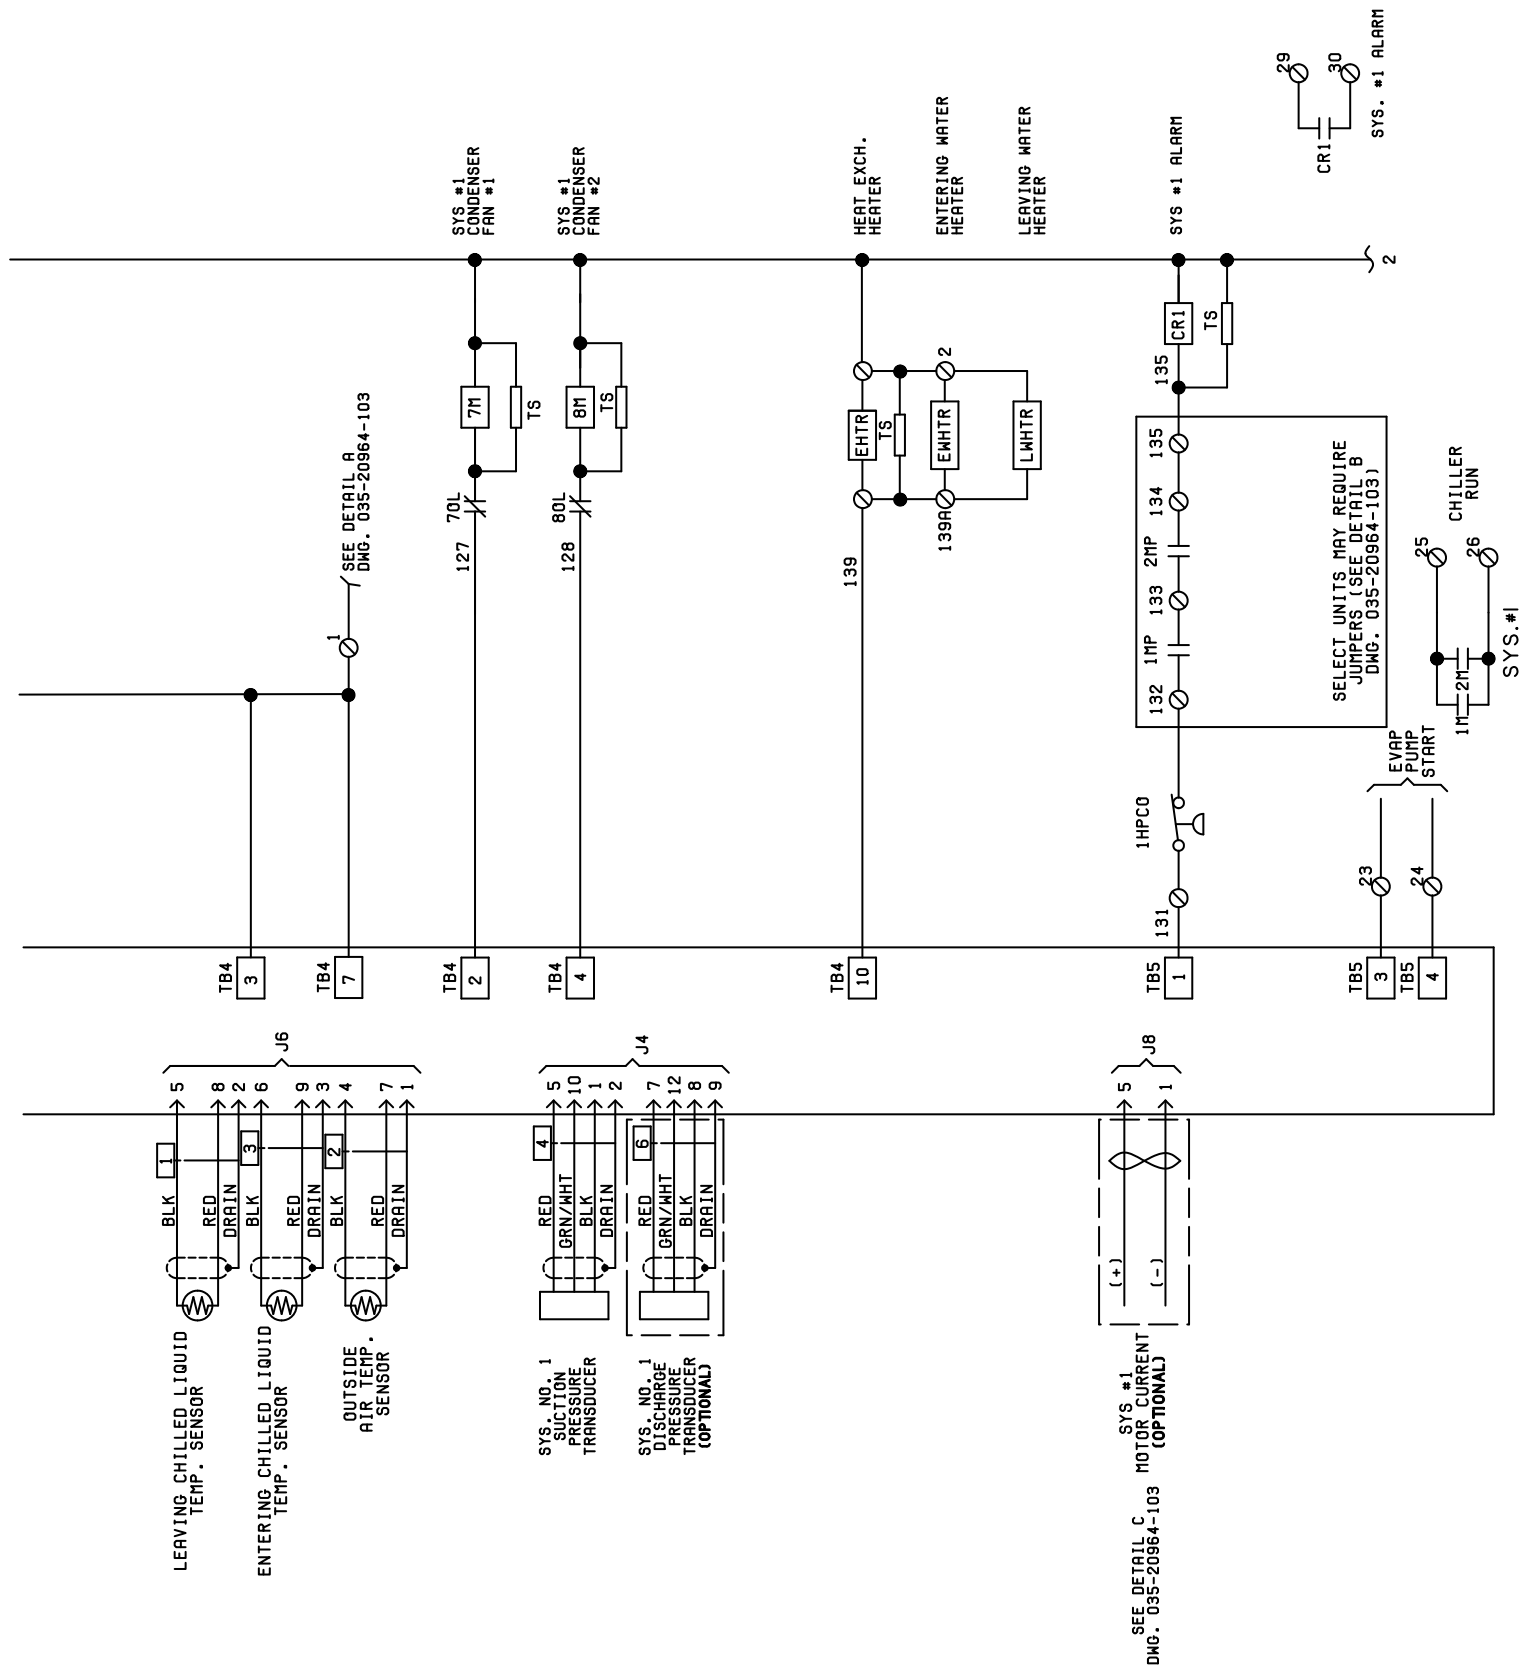 LEAVING CHILLED LIQUID
TEMP. SENSOR
BLK
RED
DRAIN
1
5
8
2
ENTERING CHILLED LIQUID
TEMP. SENSOR
BLK
RED
DRAIN
3
6
9
3
OUTSIDE
AIR TEMP.
SENSOR
BLK
RED
DRAIN
2
4
7
1
J6
TB4
3
TB4
7
1
SEE DETAIL A
DWG. 035-20964-103
TB4
2
127
7OL
7M
TS
SYS #1
CONDENSER
FAN #1
TB4
4
128
8OL
8M
TS
SYS #1
CONDENSER
FAN #2
SYS. NO. 1
SUCTION
PRESSURE
TRANSDUCER
RED
GRN/WHT
BLK
DRAIN
4
5
10
1
2
SYS. NO. 1
DISCHARGE
PRESSURE
TRANSDUCER
(OPTIONAL)
RED
GRN/WHT
BLK
DRAIN
6
7
12
8
9
J4
TB4
10
139
EHTR
TS
HEAT EXCH.
HEATER
139A
EWHTR
2
ENTERING WATER
HEATER
LWHTR
LEAVING WATER
HEATER
SEE DETAIL C
DWG. 035-20964-103
SYS #1
MOTOR CURRENT
(OPTIONAL)
(+)
(-)
5
1
J8
TB5
1
131
1HPCO
132
1MP
133
2MP
134
135
135
CR1
TS
SYS #1 ALARM
SELECT UNITS MAY REQUIRE
JUMPERS (SEE DETAIL B
DWG. 035-20964-103)
2
TB5
3
23
TB5
4
24
EVAP
PUMP
START
1M
2M
25
26
CHILLER
RUN
SYS.#1
CR1
29
30
SYS. #1 ALARM